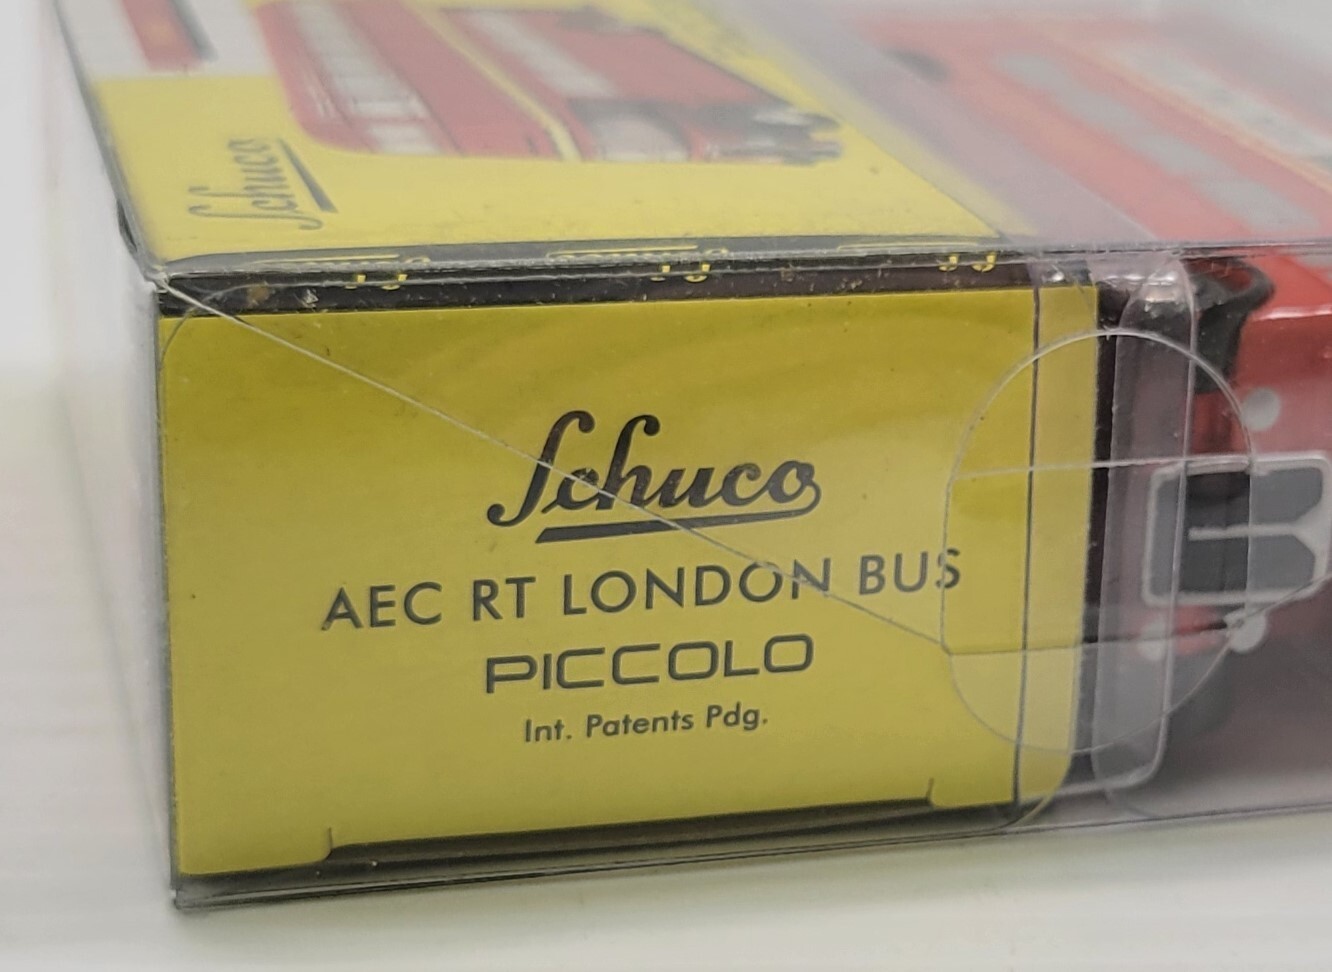 Schuco
Schuco
AEC RT LONDON BUS
PICCOLO
Int. Patents Pdg.